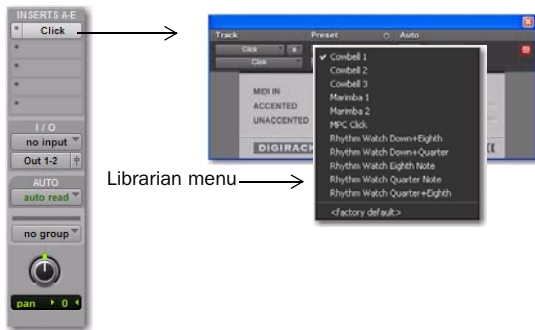 INSERTS A-E
Click
I / O
no input
Out 1-2
AUTO
auto read
no group
pan 0
Librarian menu
Track Preset Auto
Click a
Click
MIDI IN
ACCENTED
UNACCENTED
DIGIRACK
Cowbell 1
Cowbell 2
Cowbell 3
Marimba 1
Marimba 2
MPC Click
Rhythm Watch Down+Eighth
Rhythm Watch Down+Quarter
Rhythm Watch Eighth Note
Rhythm Watch Quarter Note
Rhythm Watch Quarter+Eighth
<factory default>